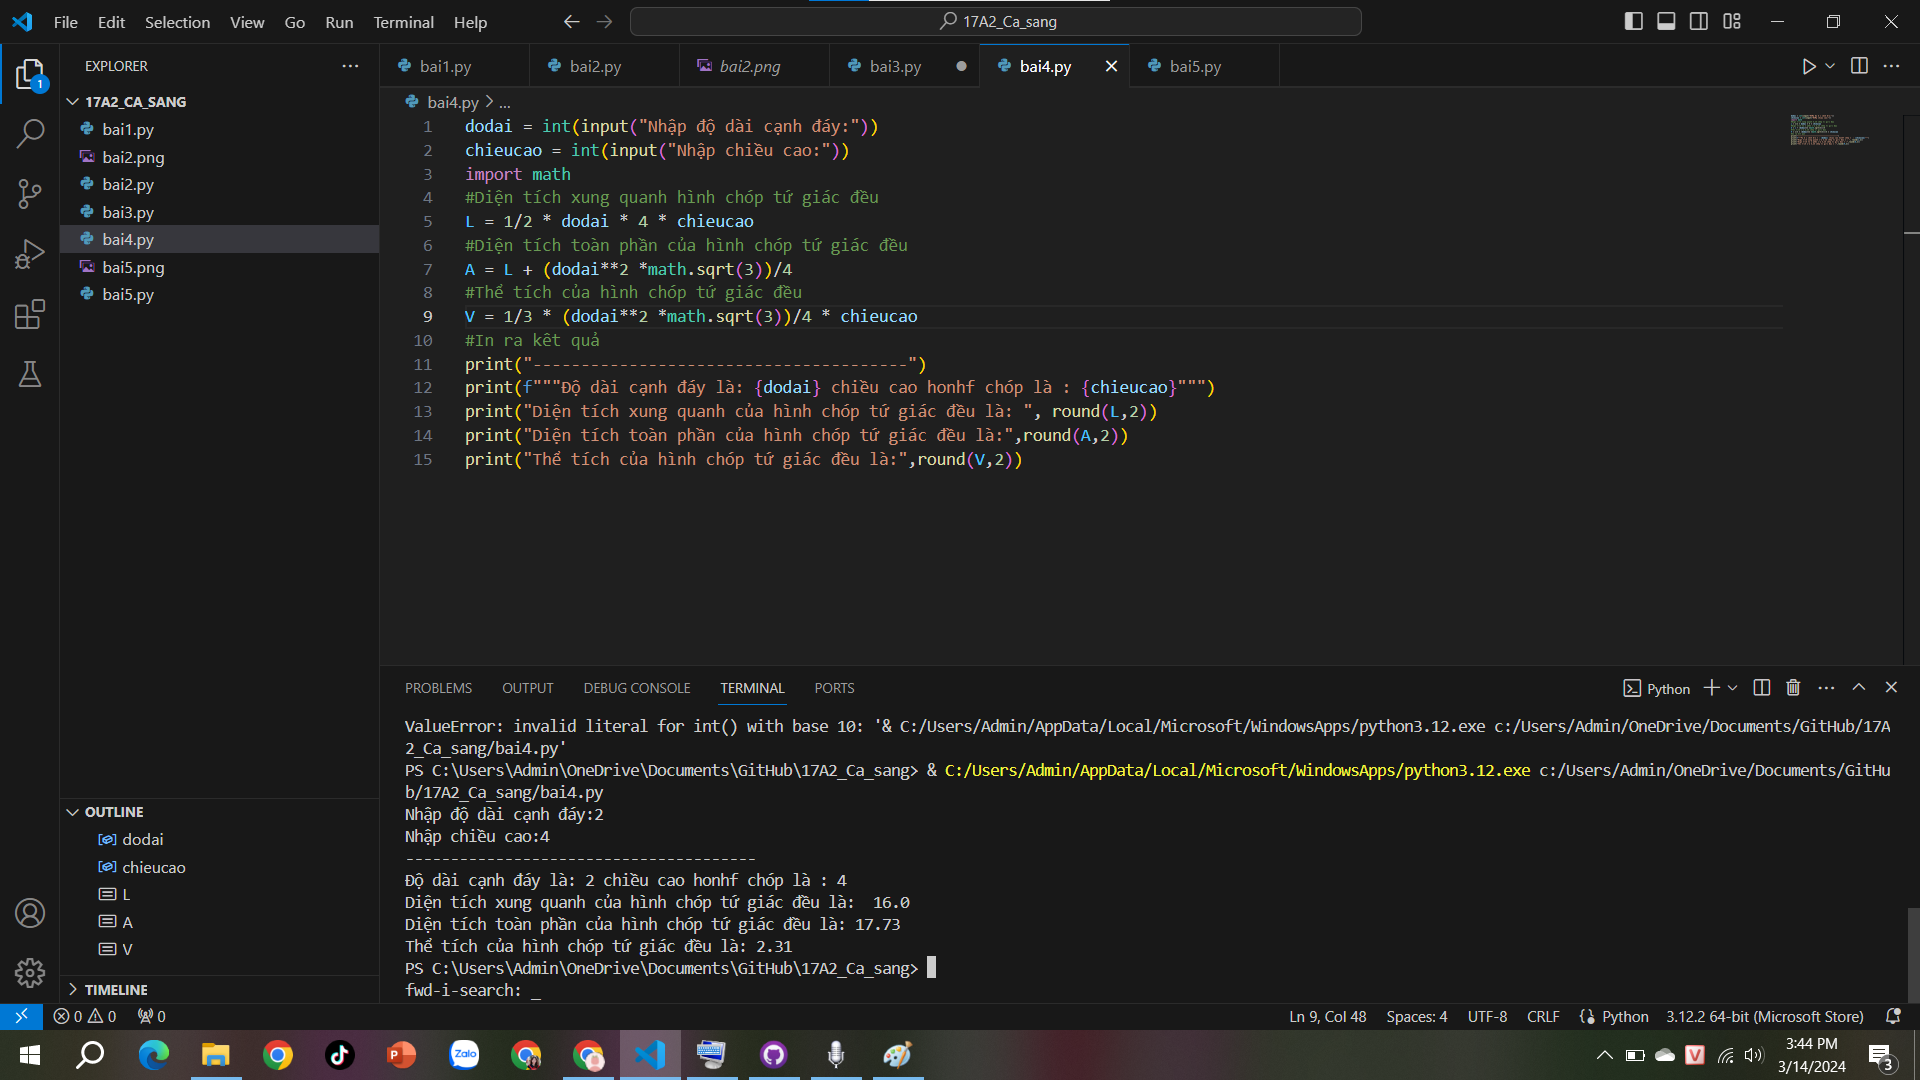 File Edit Selection View Go Run Terminal Help
17A2_Ca_sang
EXPLORER
bai1.py
bai2.py
bai2.png
bai3.py
bai4.py
bai5.py
1
17A2_CA_SANG
bai1.py
bai2.png
bai2.py
bai3.py
bai4.py
bai5.png
bai5.py
bai4.py > ...
1 dodai = int(input("Nhập độ dài cạnh đáy:"))
2 chieucao = int(input("Nhập chiều cao:"))
3 import math
4 #Diện tích xung quanh hình chóp tứ giác đều
5 L = 1/2 * dodai * 4 * chieucao
6 #Diện tích toàn phần của hình chóp tứ giác đều
7 A = L + (dodai**2 *math.sqrt(3))/4
8 #Thể tích của hình chóp tứ giác đều
9 V = 1/3 * (dodai**2 *math.sqrt(3))/4 * chieucao
10 #In ra kêt quả
11 print("---------------------------------------")
12 print(f"""Độ dài cạnh đáy là: {dodai} chiều cao honhf chóp là : {chieucao}""")
13 print("Diện tích xung quanh của hình chóp tứ giác đều là: ", round(L,2))
14 print("Diện tích toàn phần của hình chóp tứ giác đều là:",round(A,2))
15 print("Thể tích của hình chóp tứ giác đều là:",round(V,2))
PROBLEMS OUTPUT DEBUG CONSOLE TERMINAL PORTS
Python
ValueError: invalid literal for int() with base 10: '& C:/Users/Admin/AppData/Local/Microsoft/WindowsApps/python3.12.exe c:/Users/Admin/OneDrive/Documents/GitHub/17A
2_Ca_sang/bai4.py'
PS C:\Users\Admin\OneDrive\Documents\GitHub\17A2_Ca_sang> & C:/Users/Admin/AppData/Local/Microsoft/WindowsApps/python3.12.exe c:/Users/Admin/OneDrive/Documents/GitHu
b/17A2_Ca_sang/bai4.py
Nhập độ dài cạnh đáy:2
Nhập chiều cao:4
---------------------------------------
Độ dài cạnh đáy là: 2 chiều cao honhf chóp là : 4
Diện tích xung quanh của hình chóp tứ giác đều là:  16.0
Diện tích toàn phần của hình chóp tứ giác đều là: 17.73
Thể tích của hình chóp tứ giác đều là: 2.31
PS C:\Users\Admin\OneDrive\Documents\GitHub\17A2_Ca_sang>
fwd-i-search: _
OUTLINE
dodai
chieucao
L
A
V
TIMELINE
0 0 0
Ln 9, Col 48 Spaces: 4 UTF-8 CRLF Python 3.12.2 64-bit (Microsoft Store)
Zalo
P
V
3:44 PM
3/14/2024
3